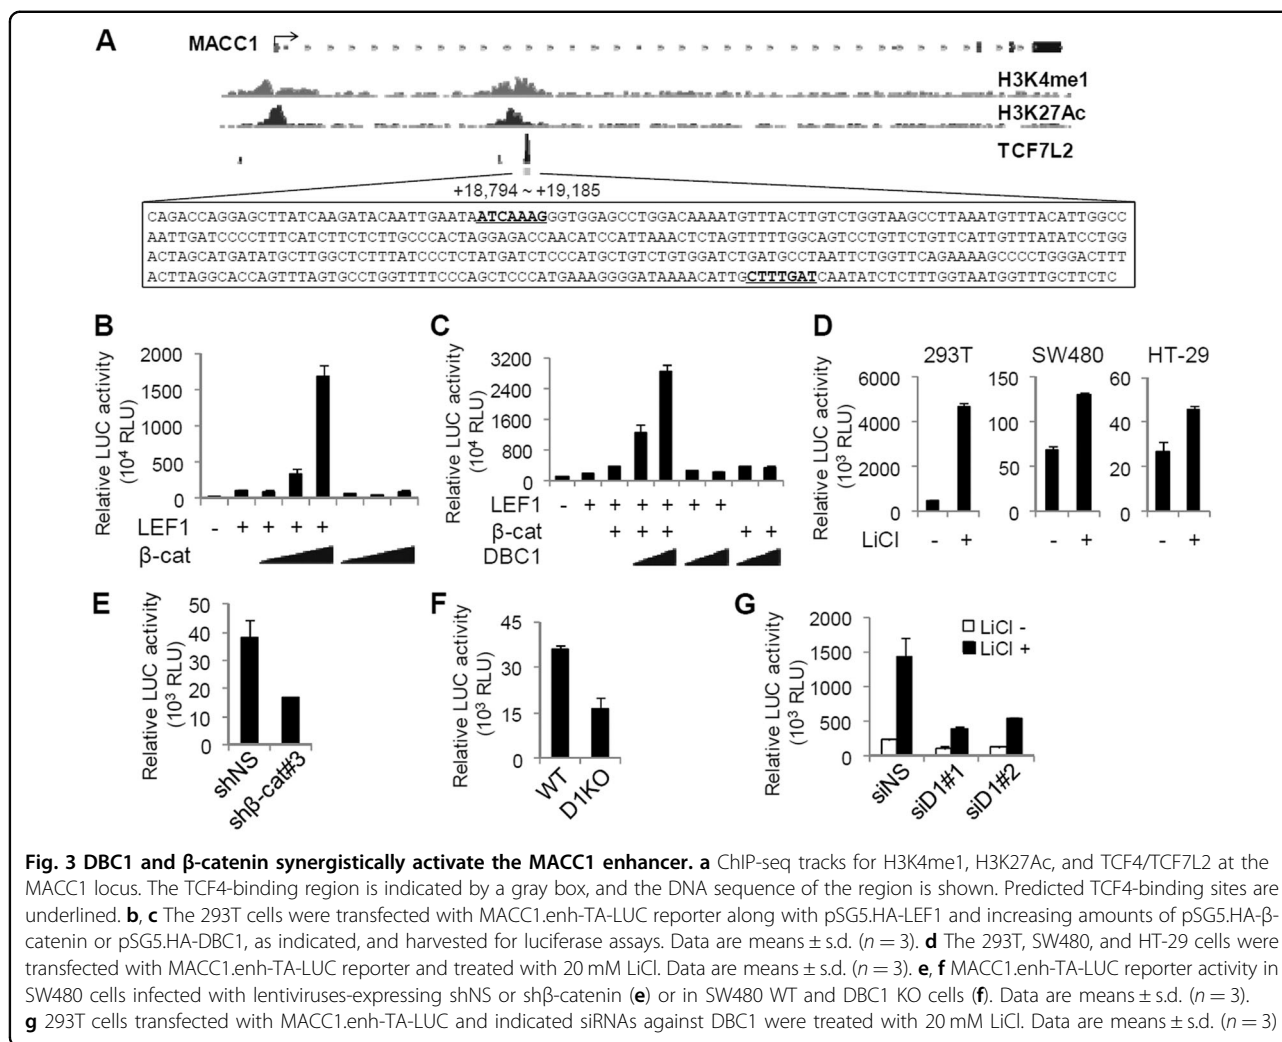 A
MACC1
H3K4me1
H3K27Ac
TCF7L2
+18,794 ~ +19,185
CAGACCAGGAGCTTATCAAGATACAATTGAATAATCAAAGGGTGGAGCCTGGACAAAATGTTTACTTGTCTGGTAAGCCTTAAATGTTTACATTGGCC
AATTGATCCCCTTTCATCTTCTCTTGCCCACTAGGAGACCAACATCCATTAAACTCTAGTTTTTGGCAGTCCTGTTCTGTTCATTGTTTATATCCTGG
ACTAGCATGATATGCTTGGCTCTTATCCCTCTATGATCTCCCATGCTGTCTGTGGATCTGATGCCTAATTCTGGTTCAGAAAAGCCCCTGGGACTTT
ACTTAGGCACCAGTTTAGTGCCTGGTTTTCCCAGCTCCCATGAAAGGGGATAAAACATTGCTTTGATCAATATCTCTTTGGTAATGGTTTGCTTCTC
B
Relative LUC activity
(10⁴ RLU)
2000
1500
1000
500
0
LEF1 - + + + +
β-cat
C
Relative LUC activity
(10⁴ RLU)
3200
2400
1600
800
0
LEF1 - + + + + + +
β-cat + + + + +
DBC1
D
Relative LUC activity
(10³ RLU)
293T
6000
4000
2000
0
SW480
150
100
50
0
HT-29
60
40
20
0
LiCl - + - + - +
E
Relative LUC activity
(10³ RLU)
50
40
30
20
10
0
shNS
shβ-cat#3
F
Relative LUC activity
(10³ RLU)
45
30
15
0
WT
D1KO
G
Relative LUC activity
(10³ RLU)
2000
1500
1000
500
0
LiCl -
LiCl +
siNS
siD1#1
siD1#2
Fig. 3 DBC1 and β-catenin synergistically activate the MACC1 enhancer. a ChIP-seq tracks for H3K4me1, H3K27Ac, and TCF4/TCF7L2 at the
MACC1 locus. The TCF4-binding region is indicated by a gray box, and the DNA sequence of the region is shown. Predicted TCF4-binding sites are
underlined. b, c The 293T cells were transfected with MACC1.enh-TA-LUC reporter along with pSG5.HA-LEF1 and increasing amounts of pSG5.HA-β-
catenin or pSG5.HA-DBC1, as indicated, and harvested for luciferase assays. Data are means ± s.d. (n = 3). d The 293T, SW480, and HT-29 cells were
transfected with MACC1.enh-TA-LUC reporter and treated with 20 mM LiCl. Data are means ± s.d. (n = 3). e, f MACC1.enh-TA-LUC reporter activity in
SW480 cells infected with lentiviruses-expressing shNS or shβ-catenin (e) or in SW480 WT and DBC1 KO cells (f). Data are means ± s.d. (n = 3).
g 293T cells transfected with MACC1.enh-TA-LUC and indicated siRNAs against DBC1 were treated with 20 mM LiCl. Data are means ± s.d. (n = 3)